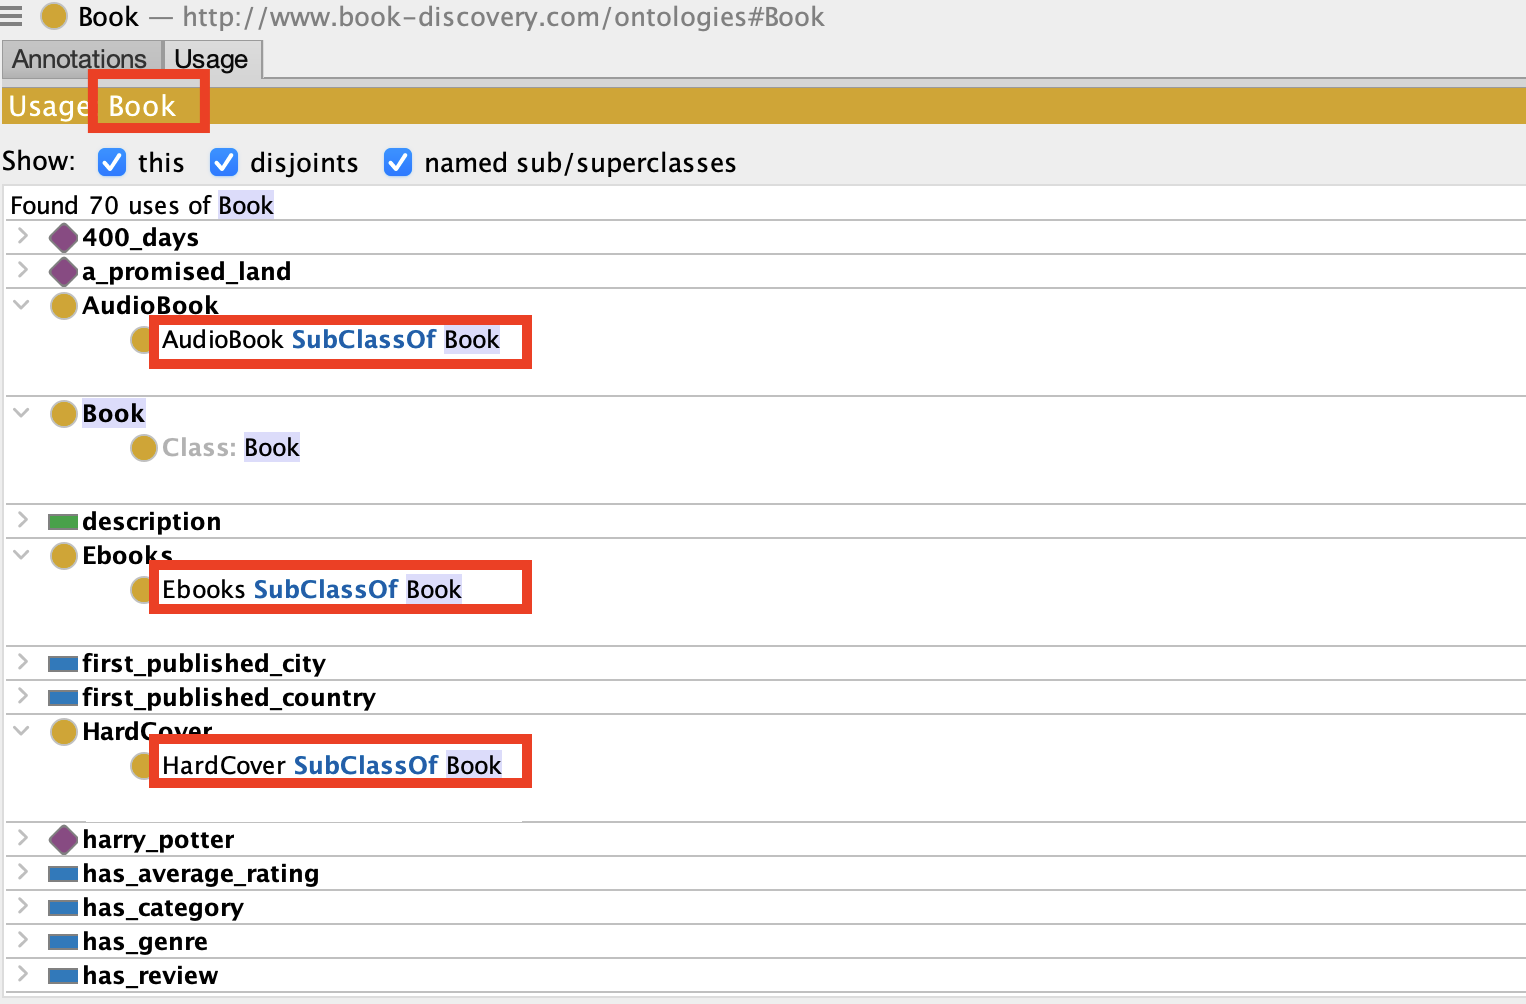 Book — http://www.book-discovery.com/ontologies#Book
Annotations Usage
Usage Book
Show: this disjoints named sub/superclasses
Found 70 uses of Book
400_days
a_promised_land
AudioBook
AudioBook SubClassOf Book
Book
Class: Book
description
Ebooks
Ebooks SubClassOf Book
first_published_city
first_published_country
HardCover
HardCover SubClassOf Book
harry_potter
has_average_rating
has_category
has_genre
has_review